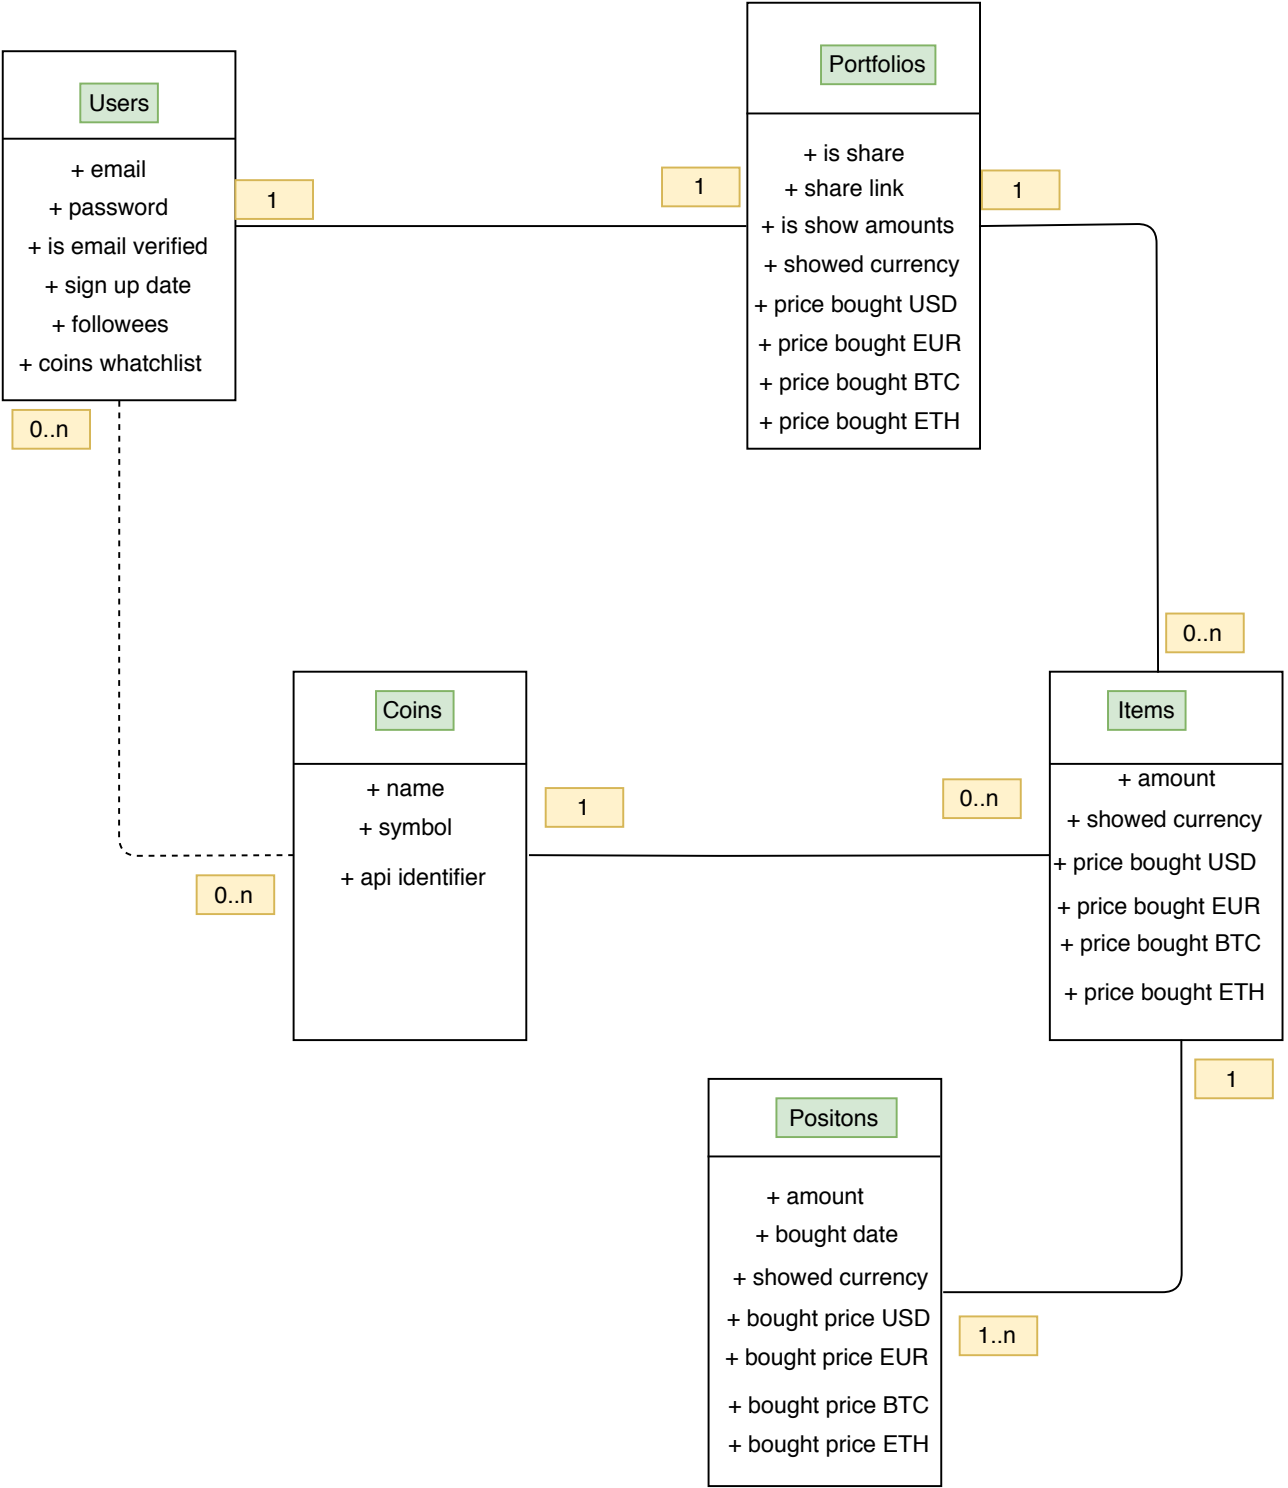 Users
+ email
+ password
+ is email verified
+ sign up date
+ followees
+ coins whatchlist
1
0..n
1
Portfolios
+ is share
+ share link
+ is show amounts
+ showed currency
+ price bought USD
+ price bought EUR
+ price bought BTC
+ price bought ETH
1
0..n
Coins
+ name
+ symbol
+ api identifier
0..n
1
0..n
Items
+ amount
+ showed currency
+ price bought USD
+ price bought EUR
+ price bought BTC
+ price bought ETH
1
Positons
+ amount
+ bought date
+ showed currency
+ bought price USD
+ bought price EUR
+ bought price BTC
+ bought price ETH
1..n